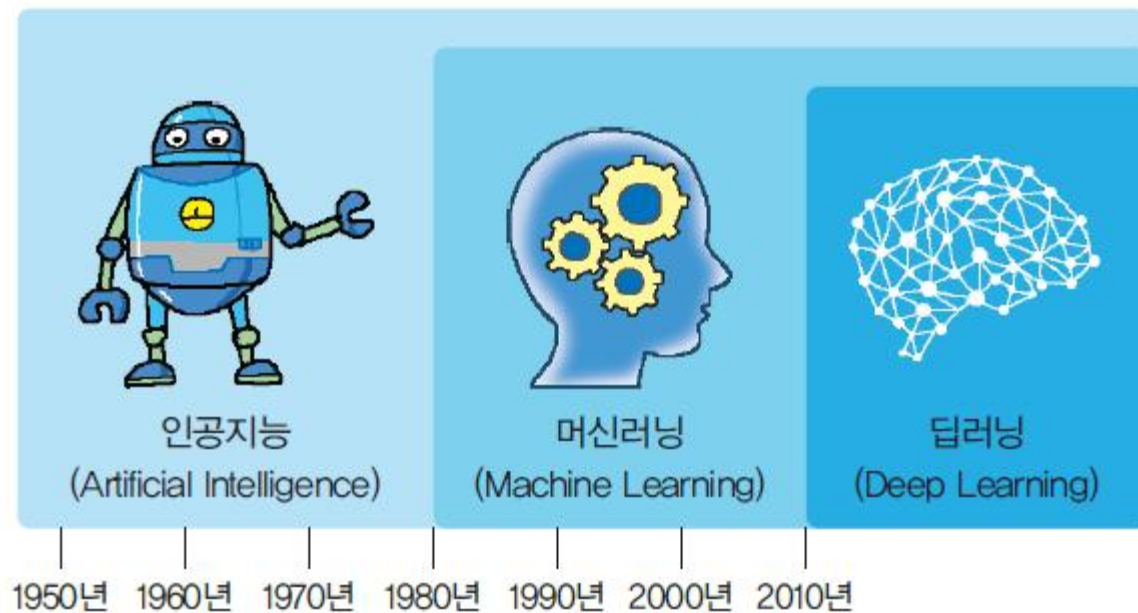 인공지능
(Artificial Intelligence)
머신러닝
(Machine Learning)
딥러닝
(Deep Learning)
1950년 1960년 1970년 1980년 1990년 2000년 2010년